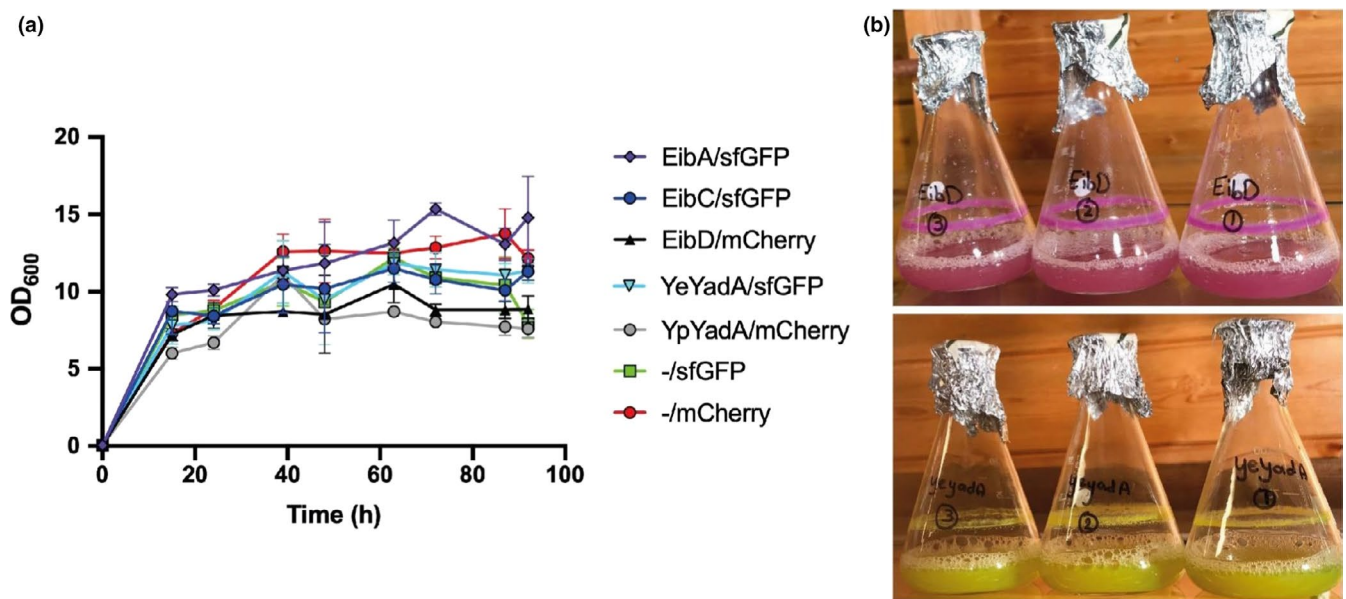 (a)
20
15
10
5
0
OD600
0 20 40 60 80 100
Time (h)
EibA/sfGFP
EibC/sfGFP
EibD/mCherry
YeYadA/sfGFP
YpYadA/mCherry
-/sfGFP
-/mCherry
(b)
EibD
③
EibD
②
EibD
①
yeyadA
③
yeyadA
②
yeyadA
①